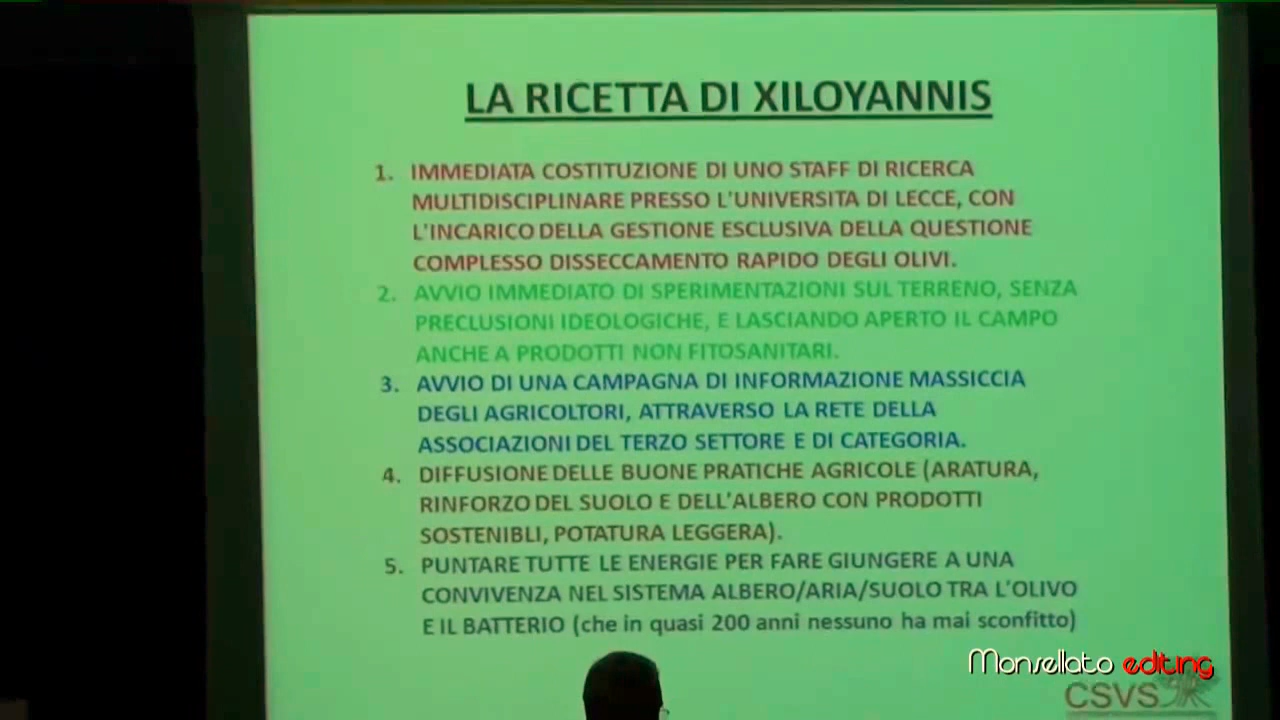 LA RICETTA DI XILOYANNIS
1. IMMEDIATA COSTITUZIONE DI UNO STAFF DI RICERCA
MULTIDISCIPLINARE PRESSO L'UNIVERSITA DI LECCE, CON
L'INCARICO DELLA GESTIONE ESCLUSIVA DELLA QUESTIONE
COMPLESSO DISSECCAMENTO RAPIDO DEGLI OLIVI.
2. AVVIO IMMEDIATO DI SPERIMENTAZIONI SUL TERRENO, SENZA
PRECLUSIONI IDEOLOGICHE, E LASCIANDO APERTO IL CAMPO
ANCHE A PRODOTTI NON FITOSANITARI.
3. AVVIO DI UNA CAMPAGNA DI INFORMAZIONE MASSICCIA
DEGLI AGRICOLTORI, ATTRAVERSO LA RETE DELLA
ASSOCIAZIONI DEL TERZO SETTORE E DI CATEGORIA.
4. DIFFUSIONE DELLE BUONE PRATICHE AGRICOLE (ARATURA,
RINFORZO DEL SUOLO E DELL'ALBERO CON PRODOTTI
SOSTENIBLI, POTATURA LEGGERA).
5. PUNTARE TUTTE LE ENERGIE PER FARE GIUNGERE A UNA
CONVIVENZA NEL SISTEMA ALBERO/ARIA/SUOLO TRA L'OLIVO
E IL BATTERIO (che in quasi 200 anni nessuno ha mai sconfitto)
Monsellato editing
CSVS